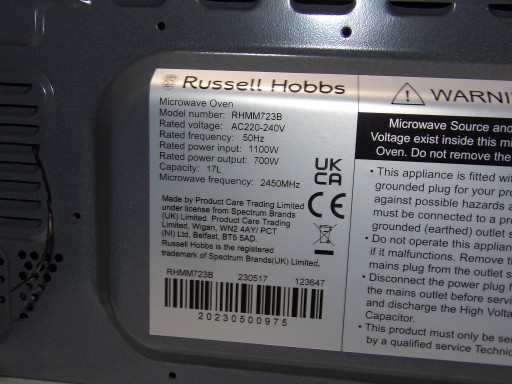 Russell Hobbs
Microwave Oven
Model number: RHMM723B
Rated voltage: AC220-240V
Rated frequency: 50Hz
Rated power input: 1100W
Rated power output: 700W
Capacity: 17L
Microwave frequency: 2450MHz
UK
CA
CE
Made by Product Care Trading Limited
under license from Spectrum Brands
(UK) Limited. Product Care Trading
Limited, Wigan, WN2 4AY/ PCT
(NI) Ltd, Belfast, BT5 5AD.
Russell Hobbs is the registered
trademark of Spectrum Brands(UK) Limited.
RHMM723B 230517 123647
20230500975
WARNI
Microwave Source and
Voltage exist inside this mi
Oven. Do not remove the
• This appliance is fitted wit
grounded plug for your pro
against possible hazards a
must be connected to a pro
grounded (earthed) outlet s
• Do not operate this applian
if it malfunctions. Remove t
mains plug from the outlet s
• Disconnect the power plug f
the mains outlet before servi
and discharge the High Volta
Capacitor.
• This product must only be se
by a qualified service Technic